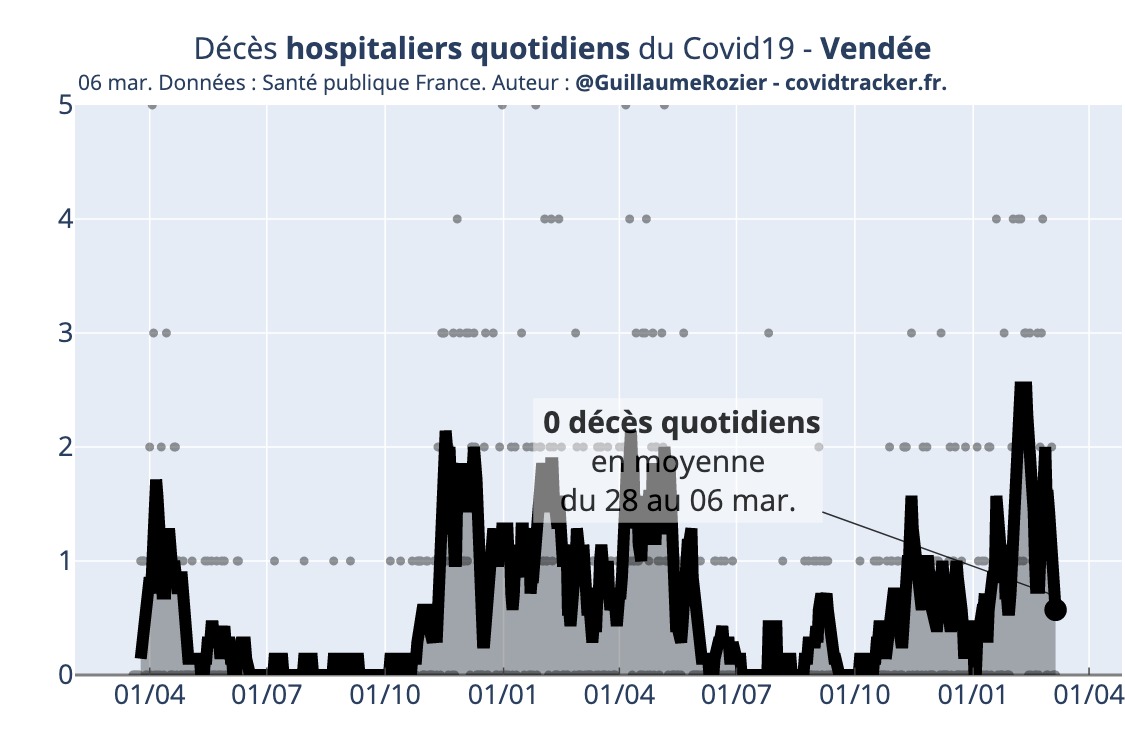 Décès hospitaliers quotidiens du Covid19 - Vendée
06 mar. Données : Santé publique France. Auteur : @GuillaumeRozier - covidtracker.fr.
5
4
3
2
1
0
0 décès quotidiens
en moyenne
du 28 au 06 mar.
01/04 01/07 01/10 01/01 01/04 01/07 01/10 01/01 01/04